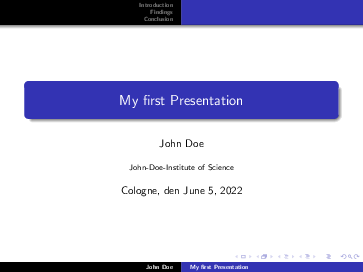 Introduction
Findings
Conclusion
My first Presentation
John Doe
John-Doe-Institute of Science
Cologne, den June 5, 2022
John Doe My first Presentation